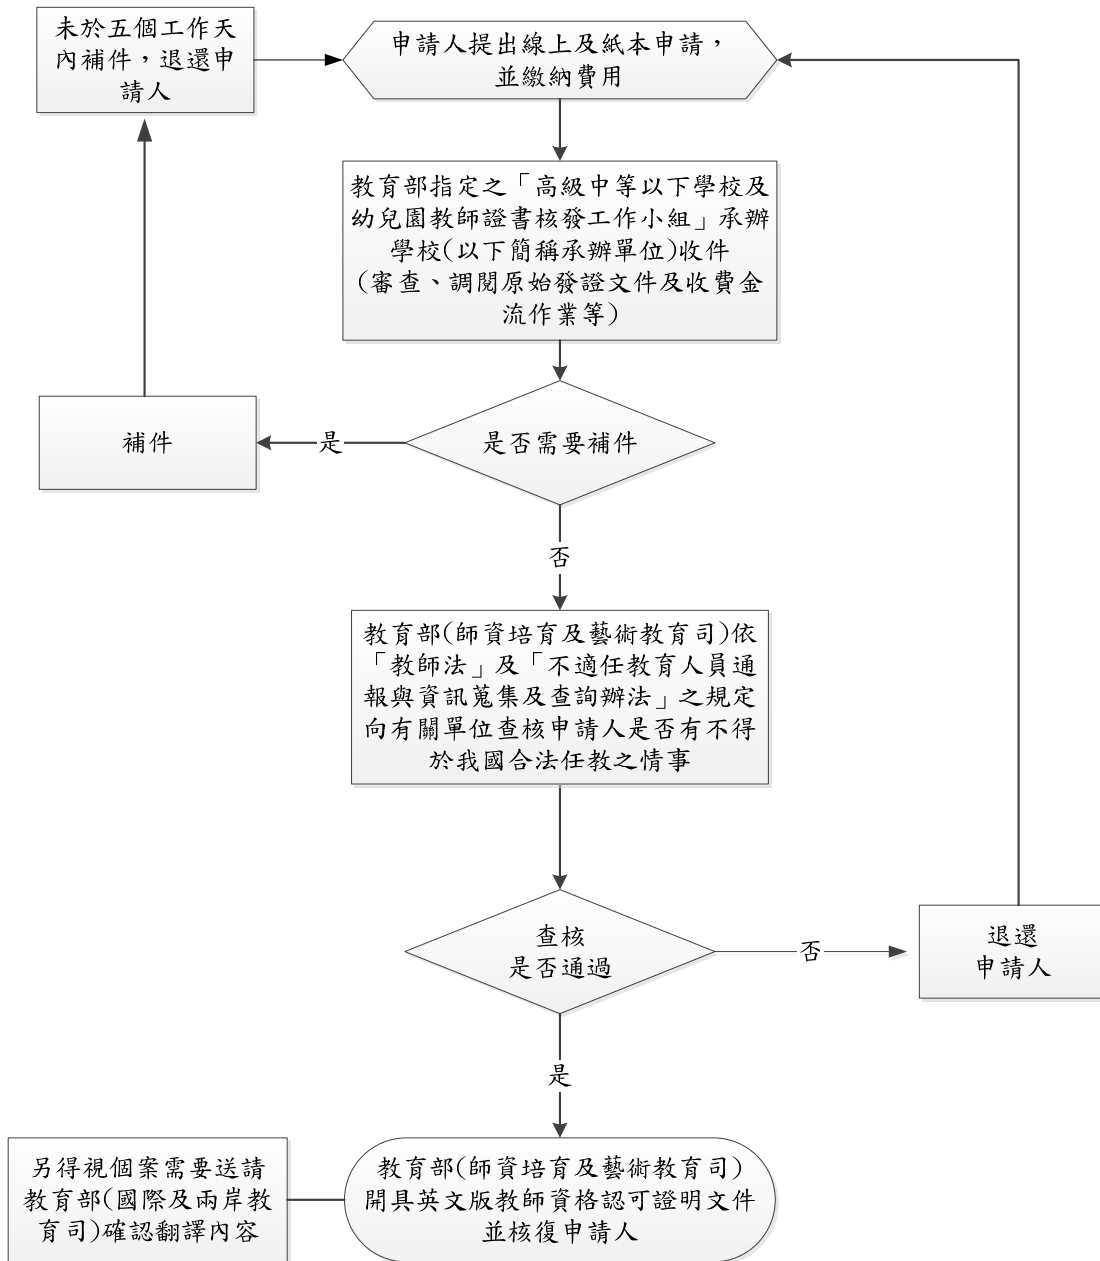 未於五個工作天
內補件，退還申
請人
申請人提出線上及紙本申請，
並繳納費用
教育部指定之「高級中等以下學校及
幼兒園教師證書核發工作小組」承辦
學校(以下簡稱承辦單位)收件
(審查、調閱原始發證文件及收費金
流作業等)
是否需要補件
是
補件
否
教育部(師資培育及藝術教育司)依
「教師法」及「不適任教育人員通
報與資訊蒐集及查詢辦法」之規定
向有關單位查核申請人是否有不得
於我國合法任教之情事
查核
是否通過
否
退還
申請人
是
另得視個案需要送請
教育部(國際及兩岸教
育司)確認翻譯內容
教育部(師資培育及藝術教育司)
開具英文版教師資格認可證明文件
並核復申請人